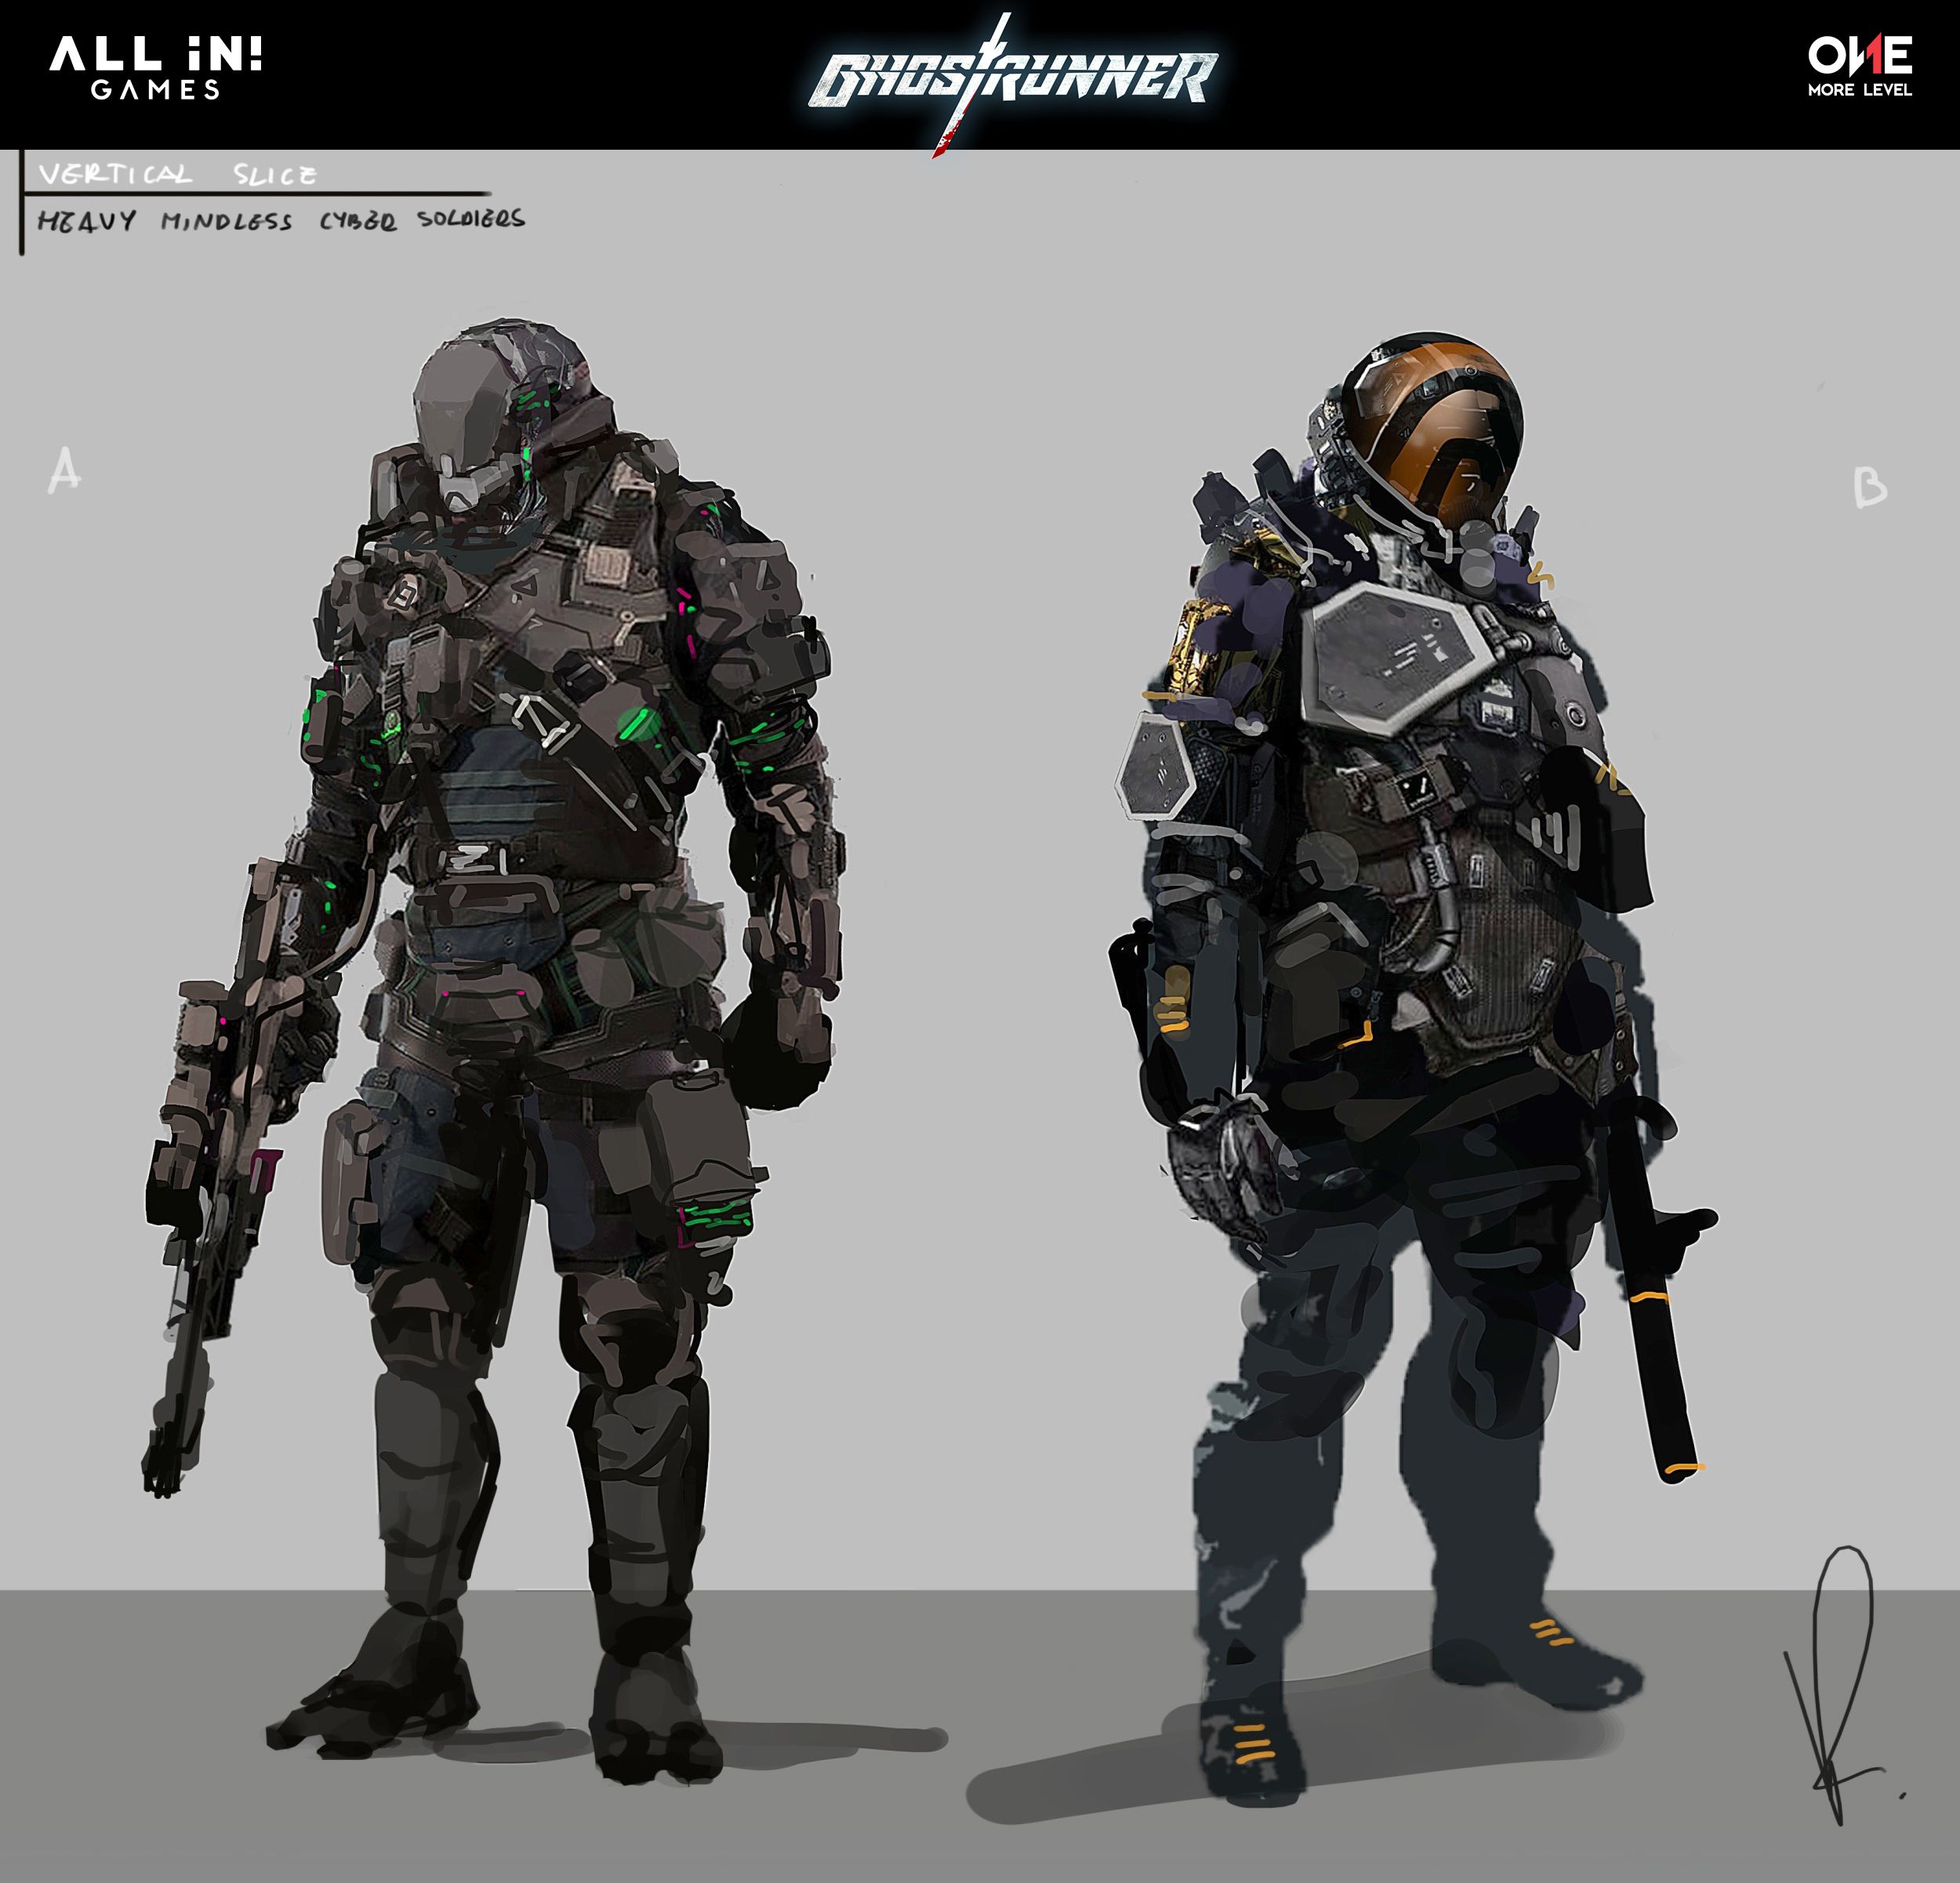 ALL iN! GAMES
GHOSTRUNNER
ONE MORE LEVEL
VERTICAL SLICE
HEAVY MINDLESS CYBER SOLDIERS
A
B